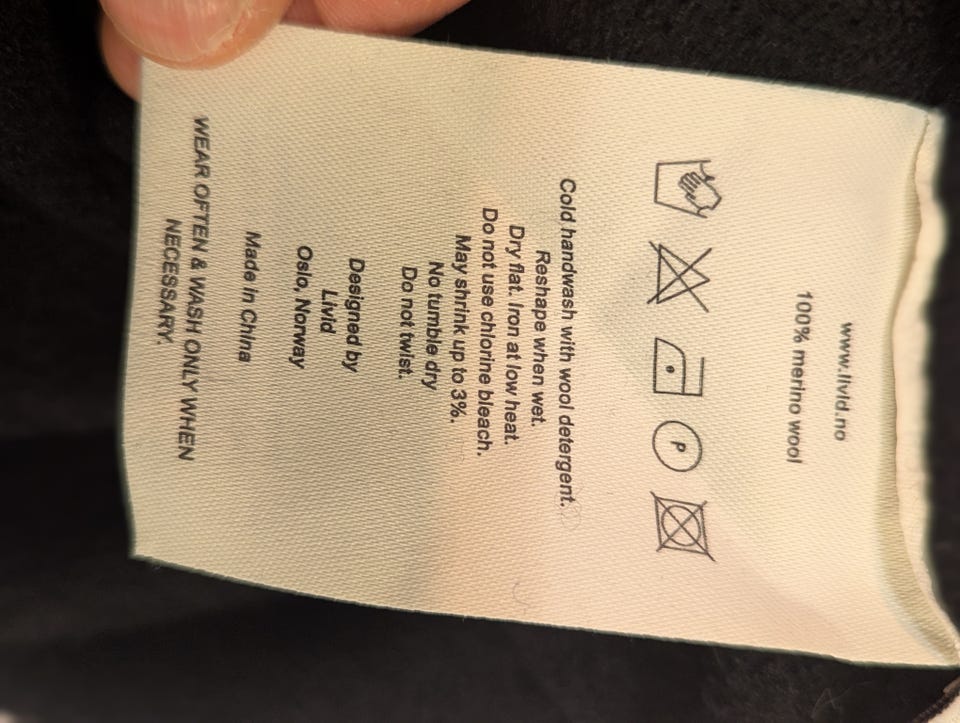 www.livid.no
100% merino wool
P
Cold handwash with wool detergent.
Reshape when wet.
Dry flat. Iron at low heat.
Do not use chlorine bleach.
May shrink up to 3%.
No tumble dry
Do not twist.
Designed by
Livid
Oslo, Norway
Made in China
WEAR OFTEN & WASH ONLY WHEN
NECESSARY.